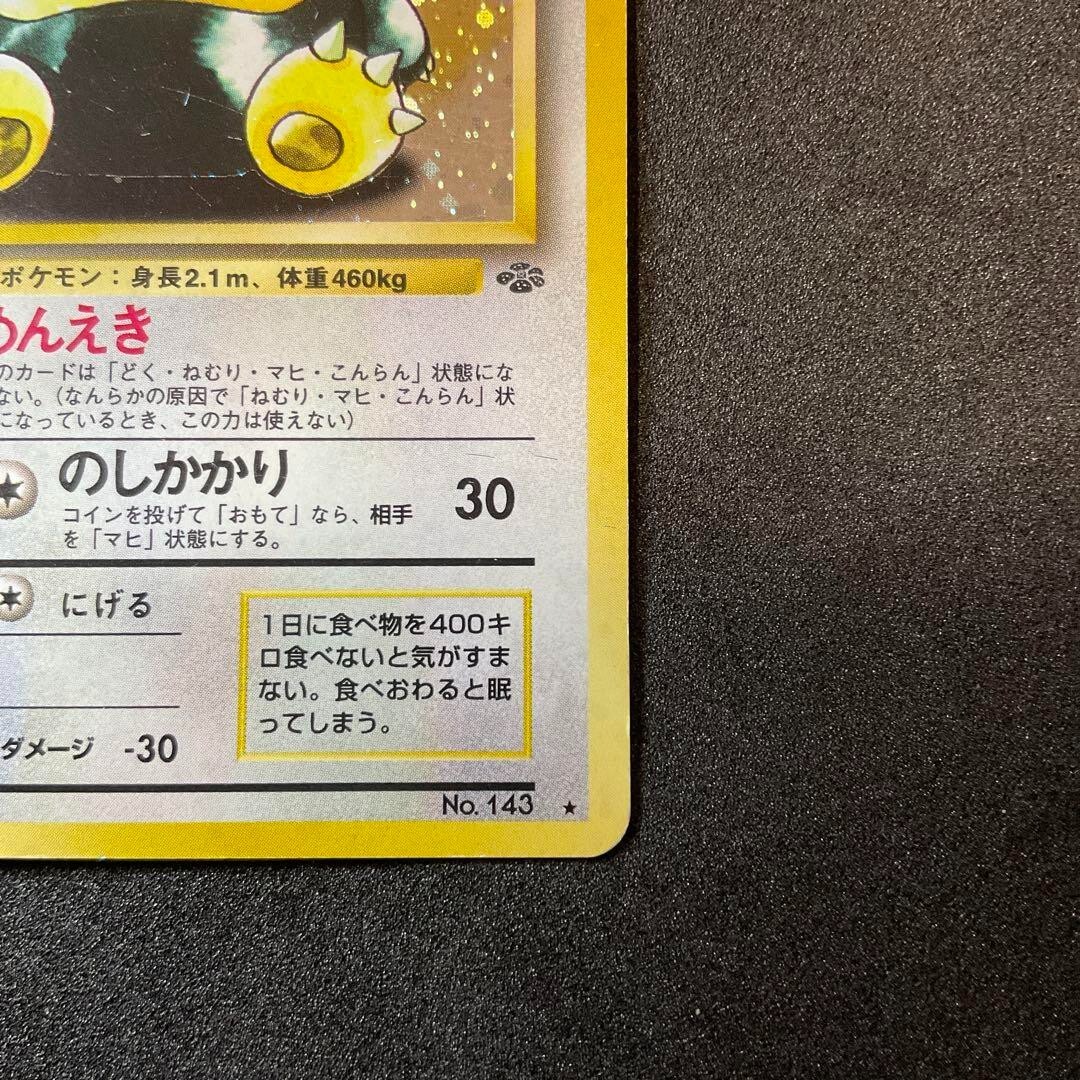 ポケモン：身長2.1m、体重460kg
めんえき
のカードは「どく・ねむり・マヒ・こんらん」状態にな
ない。（なんらかの原因で「ねむり・マヒ・こんらん」状
になっているとき、この力は使えない）
のしかかり 30
コインを投げて「おもて」なら、相手
を「マヒ」状態にする。
にげる
1日に食べ物を400キ
ロ食べないと気がすま
ない。食べおわると眠
ってしまう。
ダメージ -30
No. 143 ★